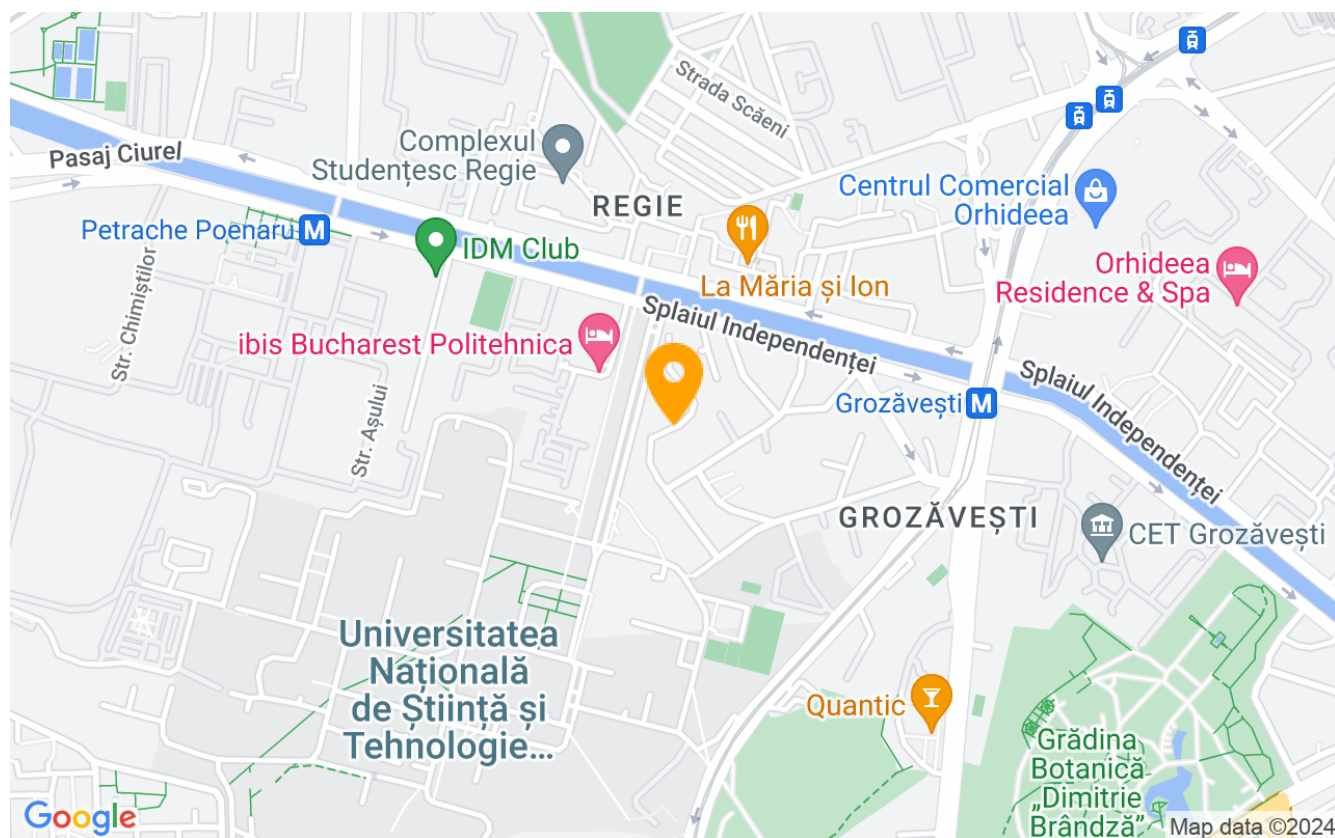 Strada Scăeni
Complexul
Studențesc Regie
Pasaj Ciurel
REGIE
Centrul Comercial
Orhideea
Petrache Poenaru
M
IDM Club
Str. Chimiștilor
La Măria și Ion
Orhideea
Residence & Spa
Splaiul Independenței
ibis Bucharest Politehnica
Splaiul Independenței
Str. Așului
Grozăvești
M
GROZĂVEȘTI
CET Grozăvești
Universitatea
Națională
de Știință și
Tehnologie...
Quantic
Grădina
Botanică
„Dimitrie
Brândză”
Google
Map data ©2024